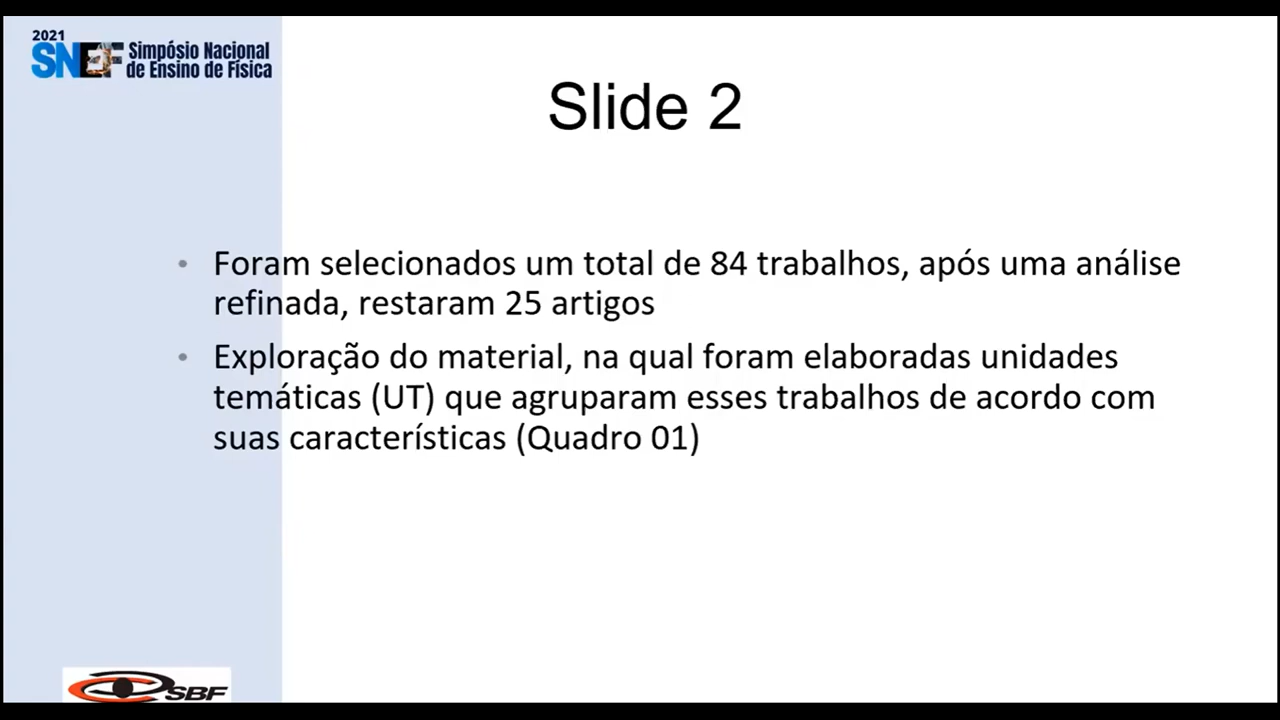 2021
SNEF Simpósio Nacional
de Ensino de Física
Slide 2
• Foram selecionados um total de 84 trabalhos, após uma análise
refinada, restaram 25 artigos
• Exploração do material, na qual foram elaboradas unidades
temáticas (UT) que agruparam esses trabalhos de acordo com
suas características (Quadro 01)
SBF